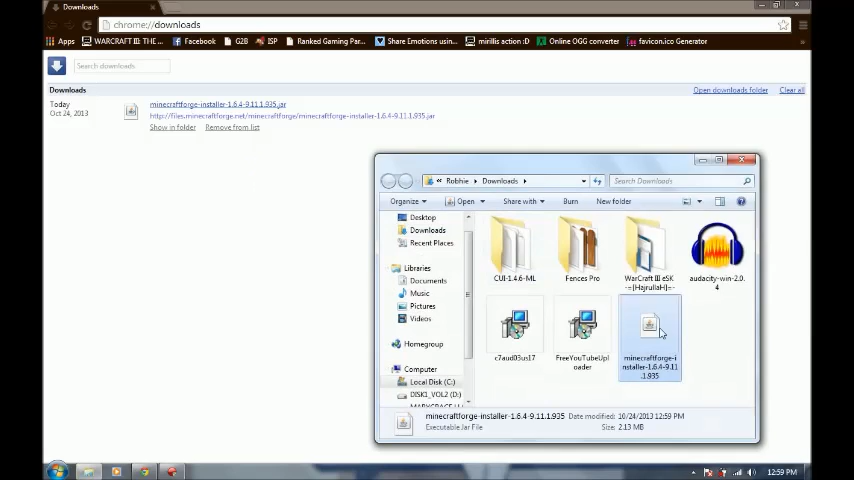 Downloads
chrome://downloads
Apps
WARCRAFT III: THE ...
Facebook
G2B
ISP
Ranked Gaming Par...
Share Emotions using...
mirillis action :D
Online OGG converter
favicon.ico Generator
Search downloads
Downloads
Open downloads folder
Clear all
Today
Oct 24, 2013
minecraftforge-installer-1.6.4-9.11.1.935.jar
http://files.minecraftforge.net/minecraftforge/minecraftforge-installer-1.6.4-9.11.1.935.jar
Show in folder
Remove from list
Robhie
Downloads
Search Downloads
Organize
Open
Share with
Burn
New folder
Desktop
Downloads
Recent Places
Libraries
Documents
Music
Pictures
Videos
Homegroup
Computer
Local Disk (C:)
DISK1_VOL2 (D:)
CUI-1.4.6-ML
Fences Pro
WarCraft III eSK
-=[HajrullaH]=-
audacity-win-2.0.
4
c7aud03us17
FreeYouTubeUpl
oader
minecraftforge-i
nstaller-1.6.4-9.11
.1.935
minecraftforge-installer-1.6.4-9.11.1.935
Date modified: 10/24/2013 12:59 PM
Executable Jar File
Size: 2.13 MB
12:59 PM